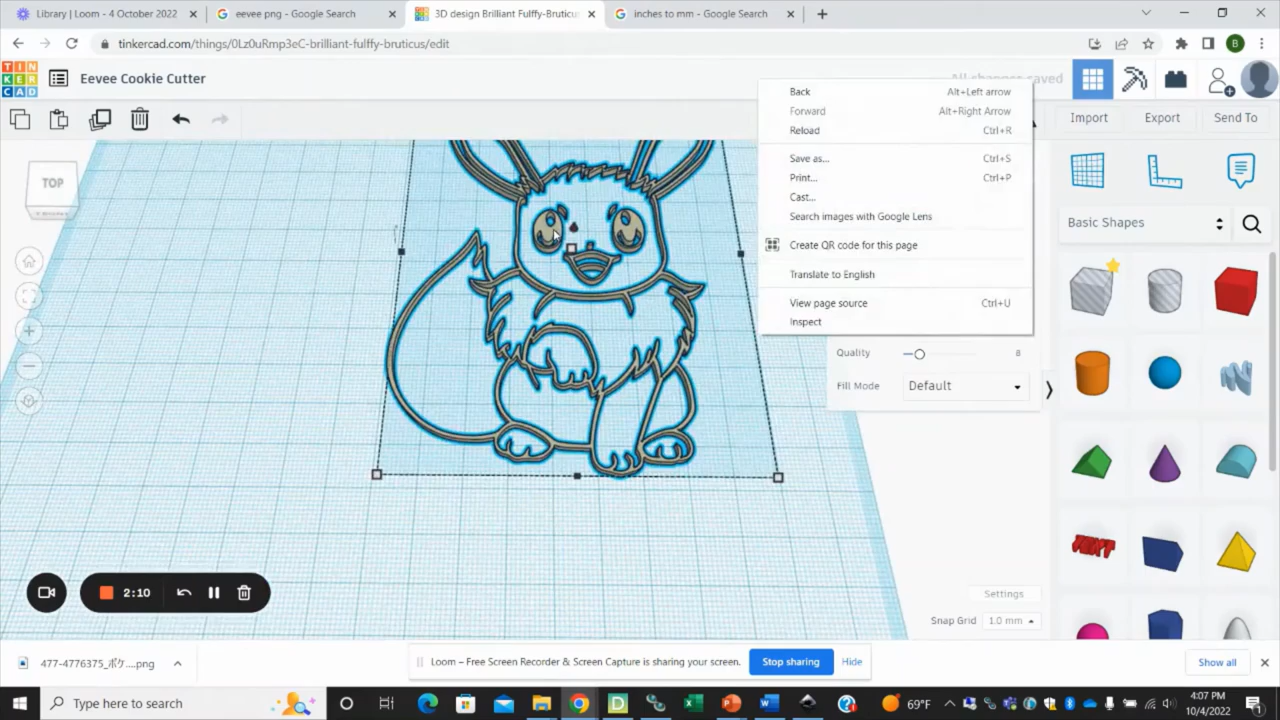 Library | Loom - 4 October 2022
eevee png - Google Search
3D design Brilliant Fulffy-Bruticus
inches to mm - Google Search
tinkercad.com/things/0Lz0uRmp3eC-brilliant-fulffy-bruticus/edit
B
TIN
KER
CAD
Eevee Cookie Cutter
All changes saved
Back Alt+Left arrow
Forward Alt+Right Arrow
Reload Ctrl+R
Save as... Ctrl+S
Print... Ctrl+P
Cast...
Search images with Google Lens
Create QR code for this page
Translate to English
View page source Ctrl+U
Inspect
Import
Export
Send To
TOP
Basic Shapes
Quality 8
Fill Mode Default
TEXT
2:10
Settings
Snap Grid 1.0 mm
477-4776375_ポケ....png
Loom – Free Screen Recorder & Screen Capture is sharing your screen.
Stop sharing
Hide
Show all
Type here to search
69°F
4:07 PM
10/4/2022